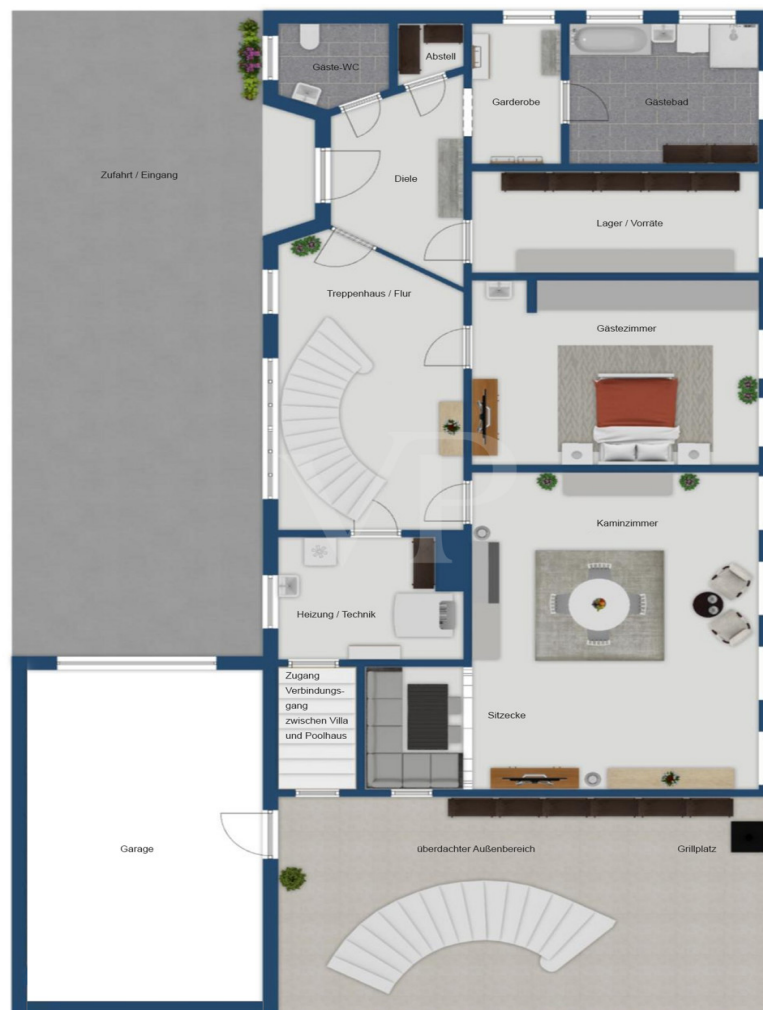 Gäste-WC
Abstell
Garderobe
Gästebad
Zufahrt / Eingang
Diele
Lager / Vorräte
Treppenhaus / Flur
Gästezimmer
Kaminzimmer
Heizung / Technik
Zugang
Verbindungs-
gang
zwischen Villa
und Poolhaus
Sitzecke
Garage
überdachter Außenbereich
Grillplatz
VP